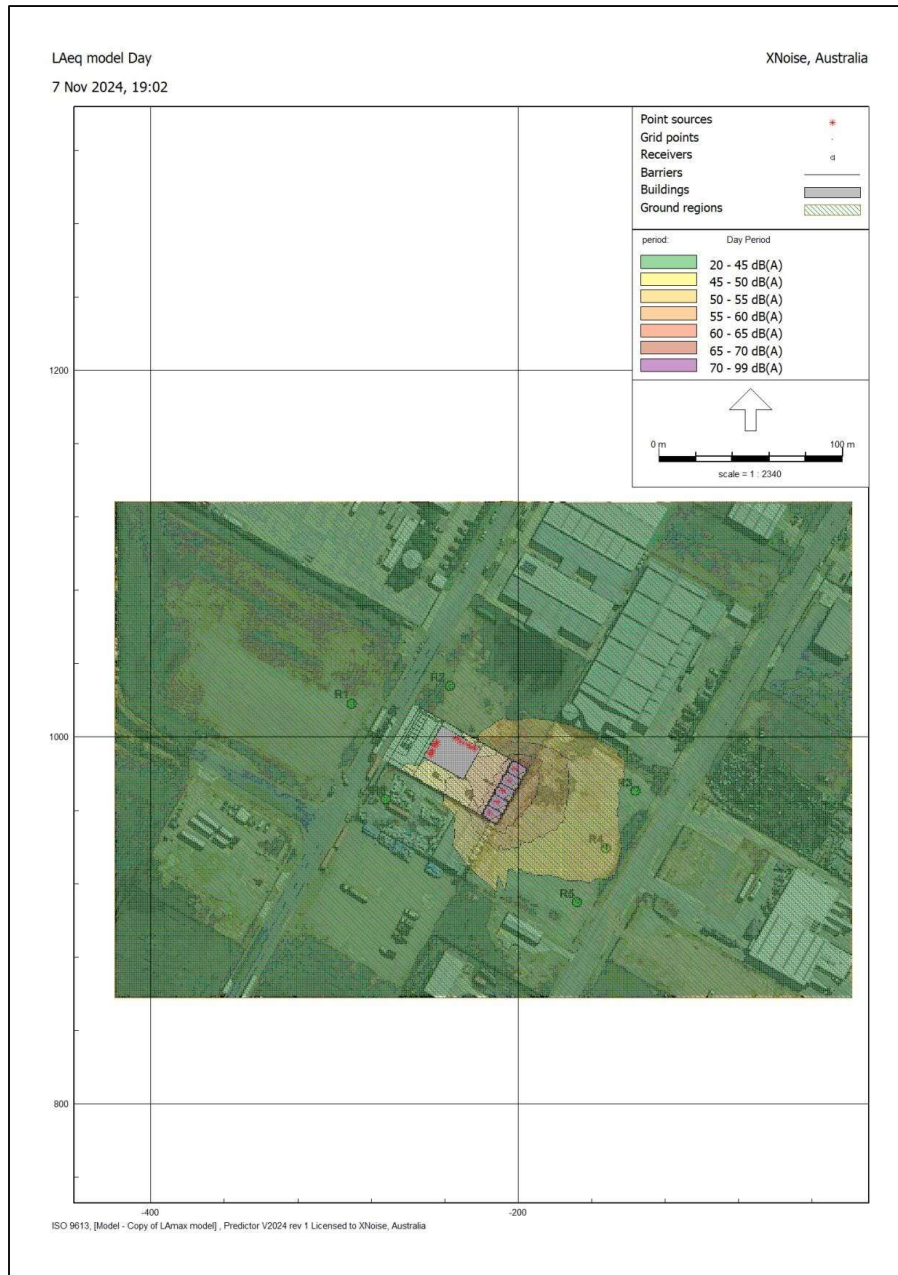 LAeq model Day
XNoise, Australia
7 Nov 2024, 19:02
Point sources
Grid points
Receivers
Barriers
Buildings
Ground regions
period: Day Period
20 - 45 dB(A)
45 - 50 dB(A)
50 - 55 dB(A)
55 - 60 dB(A)
60 - 65 dB(A)
65 - 70 dB(A)
70 - 99 dB(A)
0 m 100 m
scale = 1 : 2340
1200
R2
R1
1000
R4
R5
800
-400 -200
ISO 9613, [Model - Copy of LAmax model] , Predictor V2024 rev 1 Licensed to XNoise, Australia